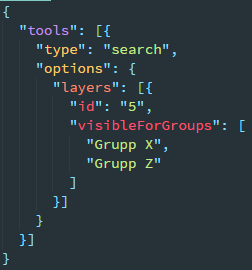 {
  "tools": [{
    "type": "search",
    "options": {
      "layers": [{
        "id": "5",
        "visibleForGroups": [
          "Grupp X",
          "Grupp Z"
        ]
      }]
    }
  }]
}